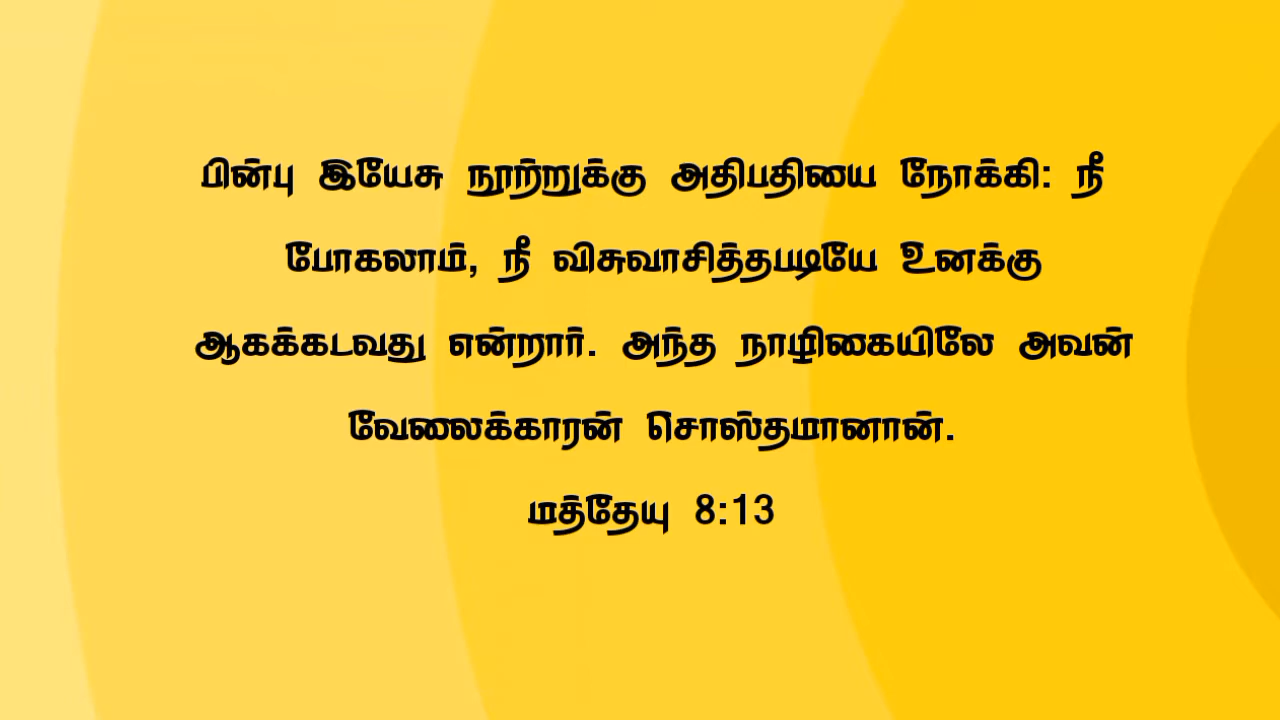 பின்பு இயேசு நூற்றுக்கு அதிபதியை நோக்கி: நீ
போகலாம், நீ விசுவாசித்தபடியே உனக்கு
ஆகக்கடவது என்றார். அந்த நாழிகையிலே அவன்
வேலைக்காரன் சொஸ்தமானான்.
மத்தேயு 8:13